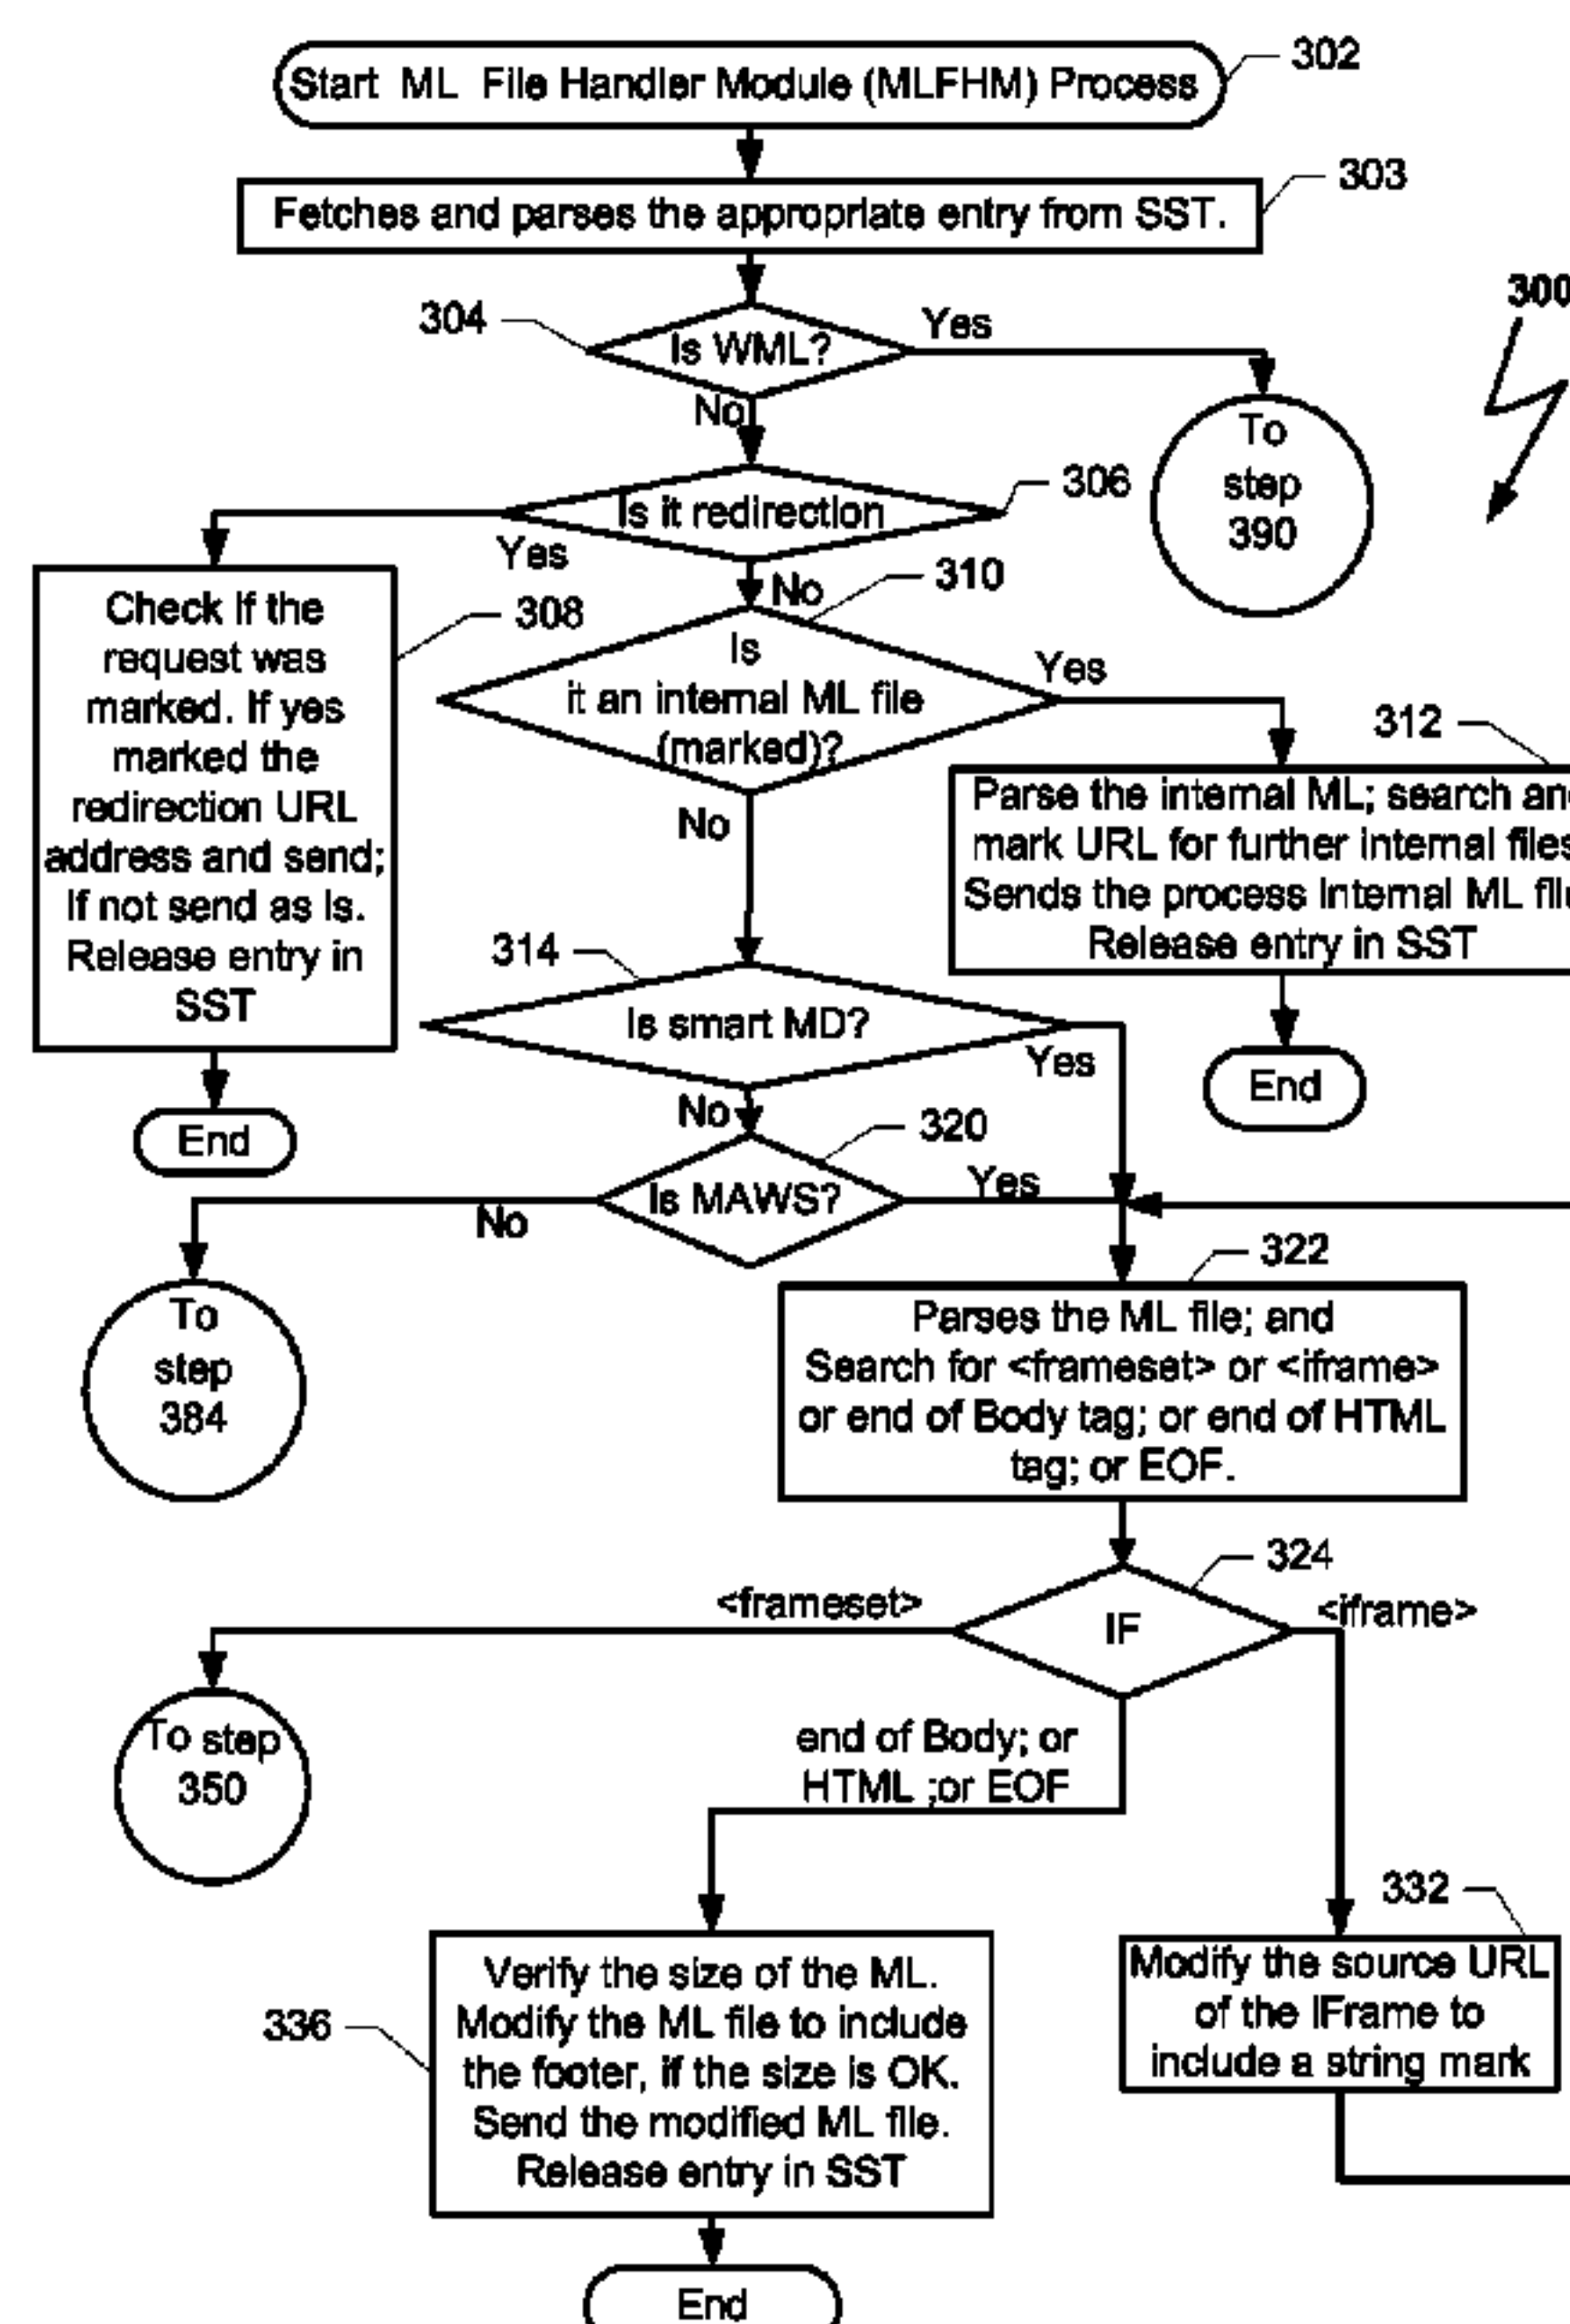 Start ML File Handler Module (MLFHM) Process
302
303
Fetches and parses the appropriate entry from SST.
304
Is WML?
Yes
No
300
To
step
390
306
Is it redirection
Yes
No
310
308
Check if the
request was
marked. If yes
marked the
redirection URL
address and send;
If not send as is.
Release entry in
SST
End
Is
it an internal ML file
(marked)?
Yes
No
312
Parse the internal ML; search
mark URL for further internal files
Sends the process internal ML
Release entry in SST
End
314
Is smart MD?
Yes
No
320
Is MAWS?
Yes
No
To
step
384
322
Parses the ML file; and
Search for <frameset> or <iframe>
or end of Body tag; or end of HTML
tag; or EOF.
324
IF
<frameset>
<iframe>
To step
350
end of Body; or
HTML ;or EOF
332
Modify the source URL
of the IFrame to
include a string mark
336
Verify the size of the ML.
Modify the ML file to include
the footer, if the size is OK.
Send the modified ML file.
Release entry in SST
End